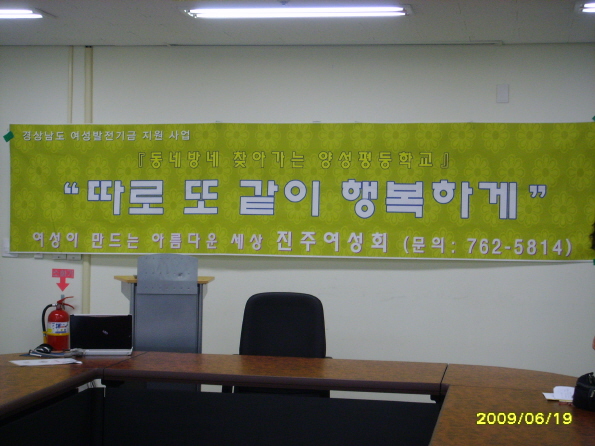 경상남도 여성발전기금 지원 사업
『동네방네 찾아가는 양성평등학교』
“따로 또 같이 행복하게”
여성이 만드는 아름다운 세상 진주여성회 (문의: 762-5814)
2009/06/19